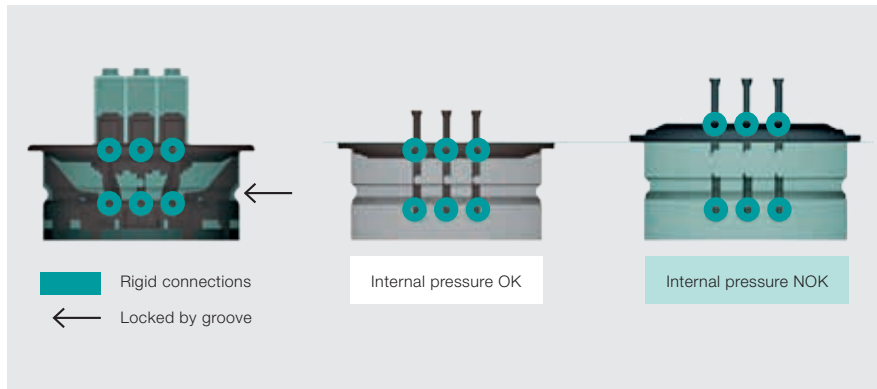 Rigid connections
Locked by groove
Internal pressure OK
Internal pressure NOK